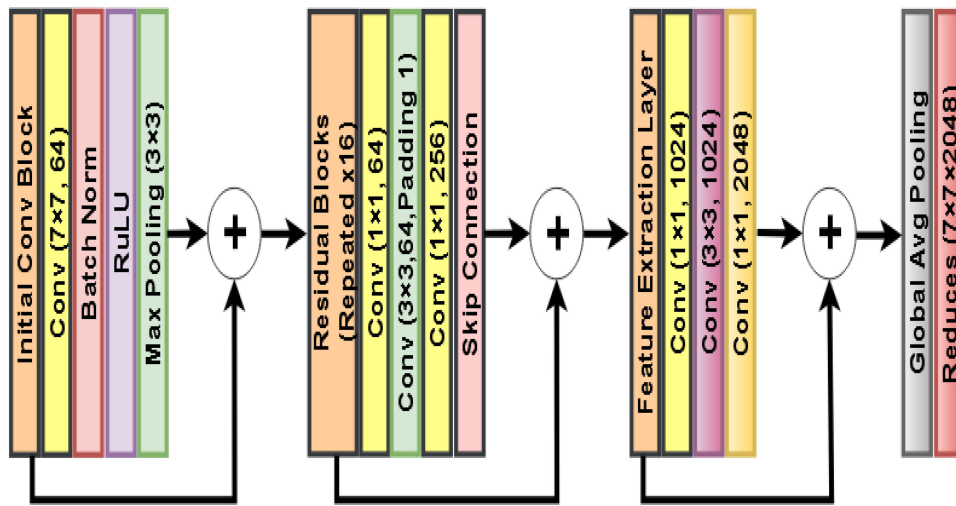 Initial Conv Block
Conv (7×7, 64)
Batch Norm
RuLU
Max Pooling (3×3)
+
Residual Blocks
(Repeated x16)
Conv (1×1, 64)
Conv (3×3,64,Padding 1)
Conv (1×1, 256)
Skip Connection
+
Feature Extraction Layer
Conv (1×1, 1024)
Conv (3×3, 1024)
Conv (1×1, 2048)
+
Global Avg Pooling
Reduces (7×7×2048)